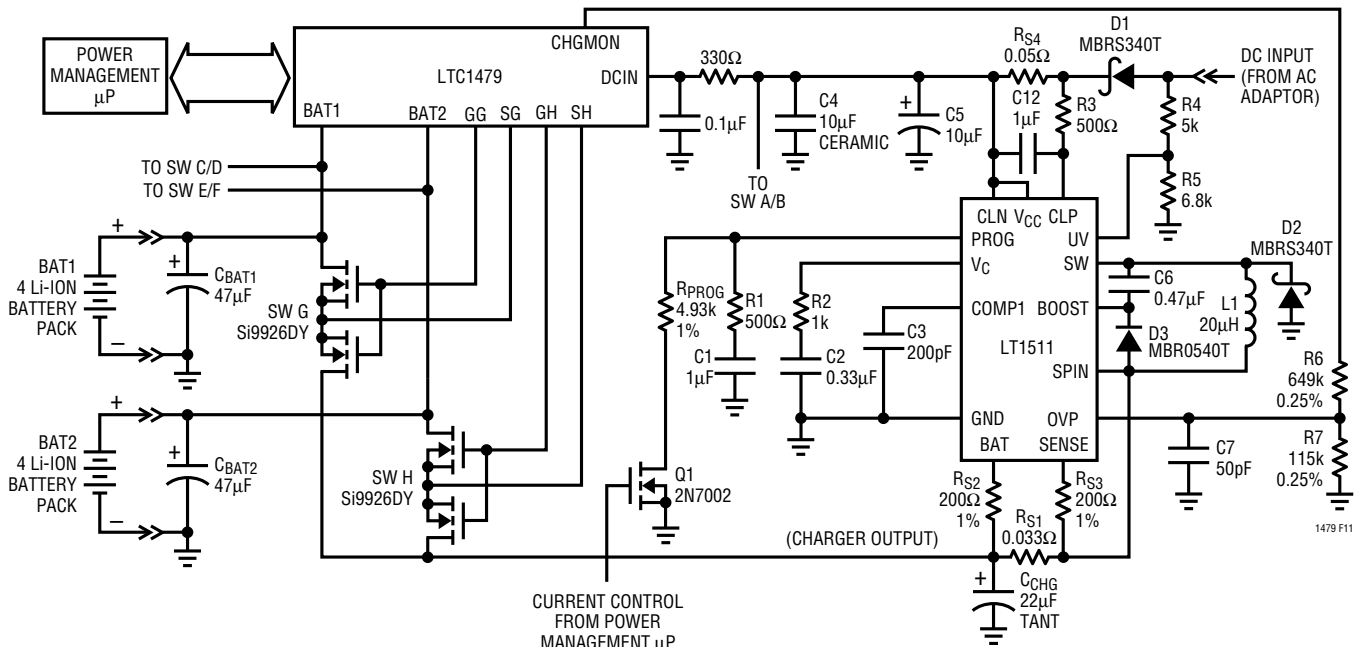 POWER
MANAGEMENT
µP
CHGMON
LTC1479
DCIN
BAT1
BAT2
GG
SG
GH
SH
330Ω
0.1µF
C4
10µF
CERAMIC
TO
SW A/B
+
C5
10µF
RS4
0.05Ω
C12
1µF
R3
500Ω
D1
MBRS340T
DC INPUT
(FROM AC
ADAPTOR)
R4
5k
R5
6.8k
TO SW C/D
TO SW E/F
+
BAT1
4 Li-ION
BATTERY
PACK
–
+
CBAT1
47µF
SW G
Si9926DY
+
BAT2
4 Li-ION
BATTERY
PACK
–
+
CBAT2
47µF
SW H
Si9926DY
RPROG
4.93k
1%
R1
500Ω
C1
1µF
R2
1k
C2
0.33µF
C3
200pF
CLN
VCC
CLP
PROG
VC
COMP1
GND
UV
SW
BOOST
LT1511
SPIN
OVP
BAT
SENSE
D2
MBRS340T
C6
0.47µF
L1
20µH
D3
MBR0540T
R6
649k
0.25%
R7
115k
0.25%
C7
50pF
Q1
2N7002
RS2
200Ω
1%
RS3
200Ω
1%
RS1
0.033Ω
(CHARGER OUTPUT)
+
CCHG
22µF
TANT
CURRENT CONTROL
FROM POWER
MANAGEMENT µP
1479 F11